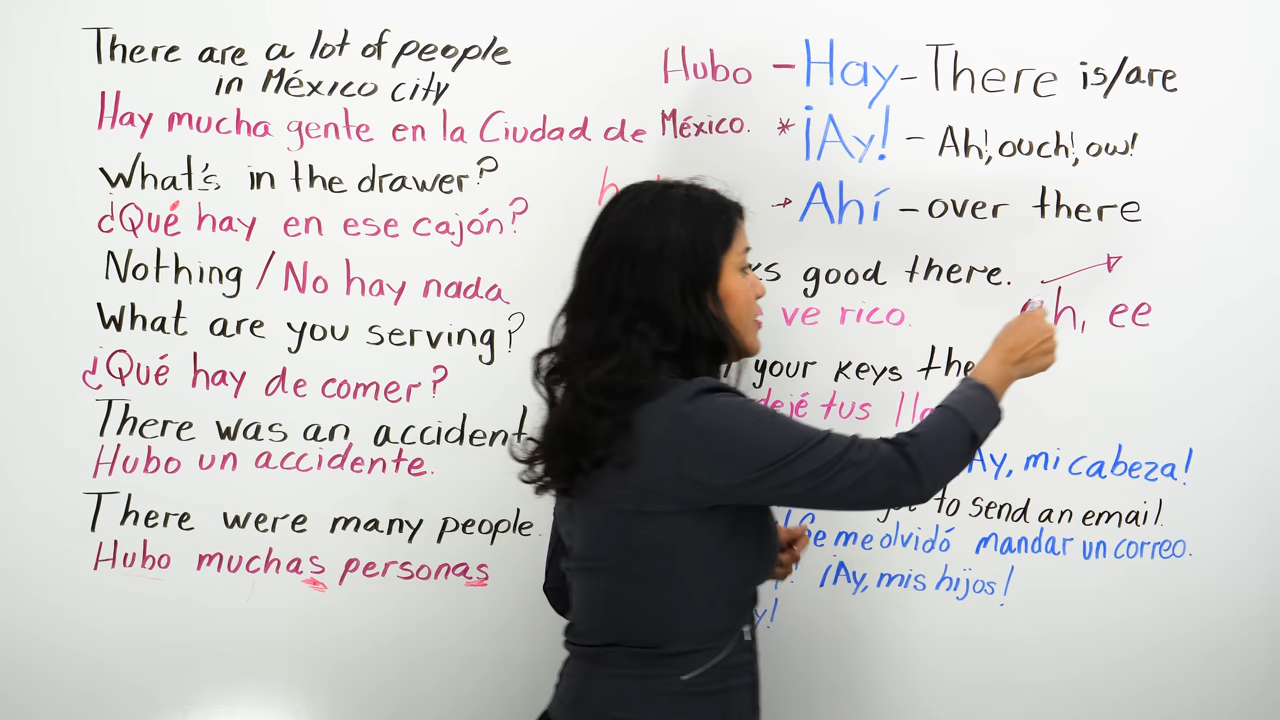 There are a lot of people
in México city
Hay mucha gente en la Ciudad de México.
What's in the drawer?
¿Qué hay en ese cajón?
Nothing / No hay nada
What are you serving?
¿Qué hay de comer?
There was an accident
Hubo un accidente.
There were many people.
Hubo muchas personas
Hubo - Hay - There is/are
* ¡Ay! - Ah!, ouch!, ow!
→ Ahí - over there
good there.
ve rico.
h, ee
your keys
dejé tus
Ay, mi cabeza!
to send an email.
Se me olvidó mandar un correo.
¡Ay, mis hijos!